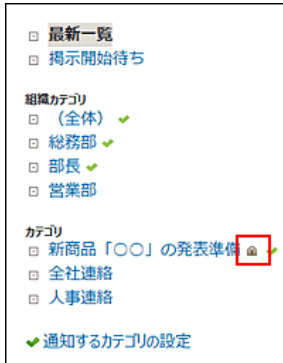 最新一覧
掲示開始待ち
組織カテゴリ
（全体）
総務部
部長
営業部
カテゴリ
新商品「○○」の発表準備
全社連絡
人事連絡
通知するカテゴリの設定